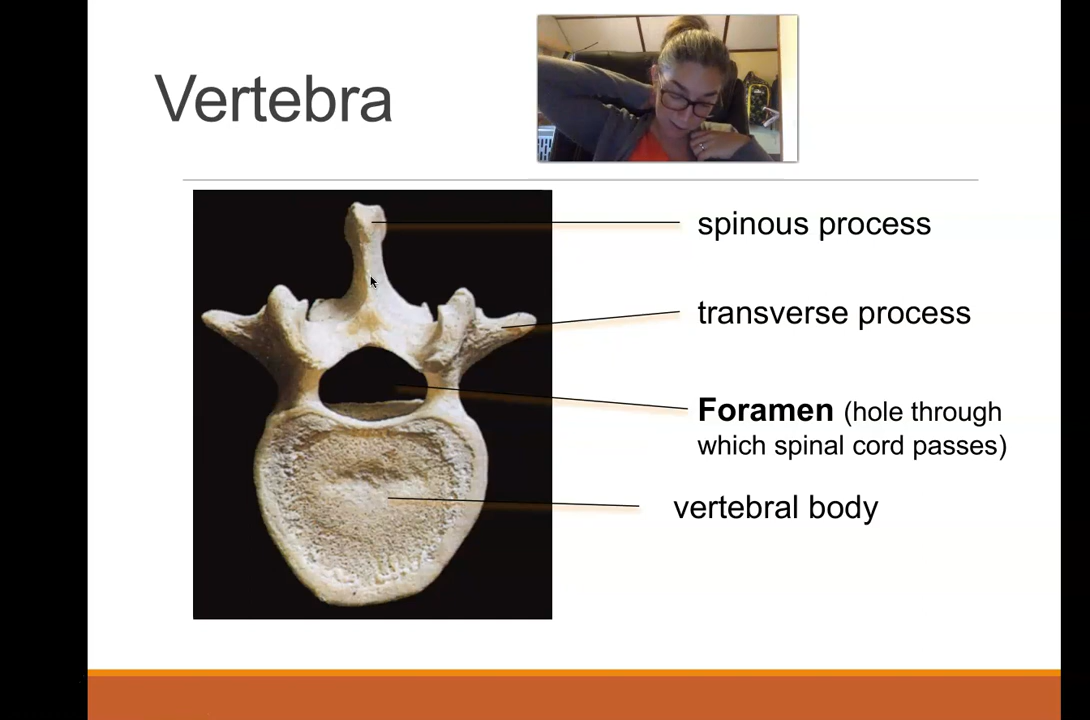 Vertebra
spinous process
transverse process
Foramen (hole through
which spinal cord passes)
vertebral body